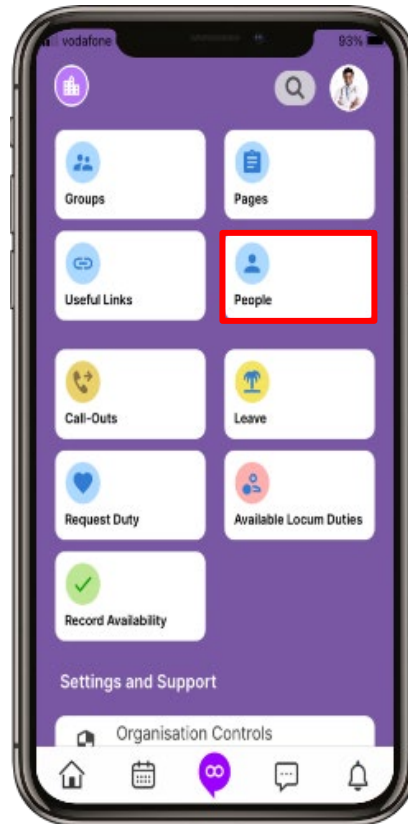 vodafone 93%
Groups Pages
Useful Links People
Call-Outs Leave
Request Duty Available Locum Duties
Record Availability
Settings and Support
Organisation Controls